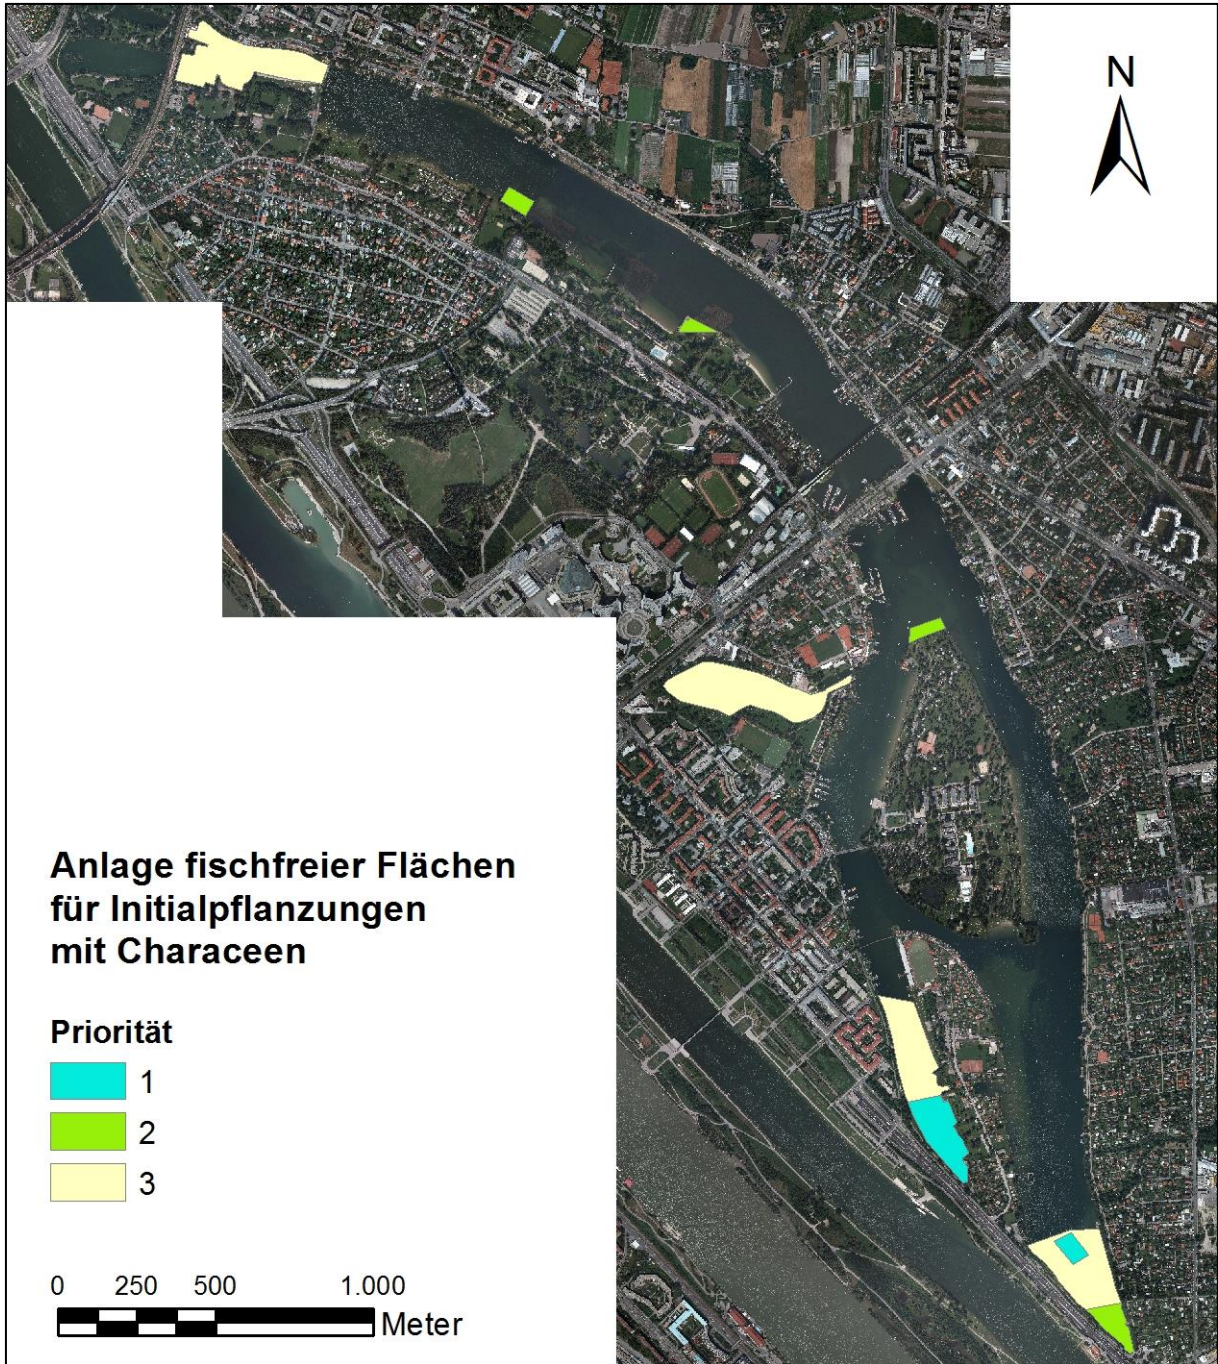 N
Anlage fischfreier Flächen
für Initialpflanzungen
mit Characeen
Priorität
1
2
3
0 250 500 1.000
Meter